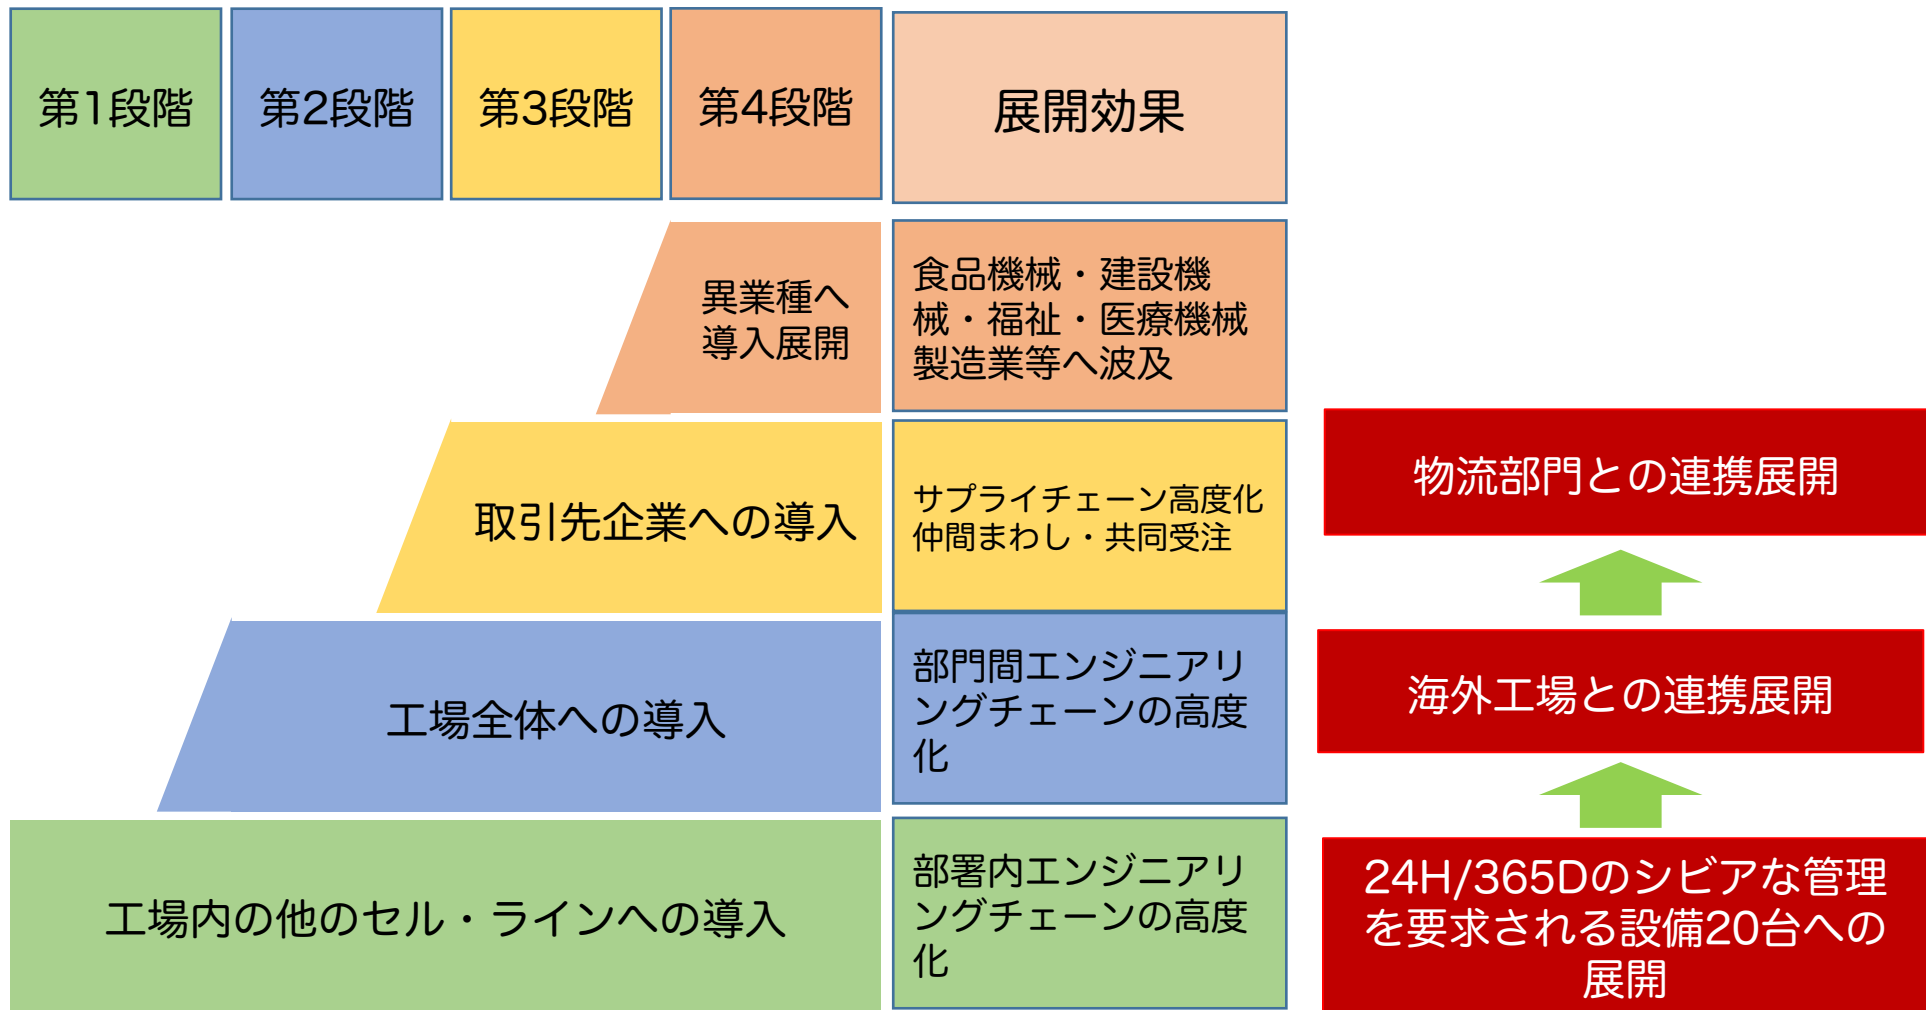 第1段階
第2段階
第3段階
第4段階
展開効果
異業種へ
導入展開
食品機械・建設機
械・福祉・医療機械
製造業等へ波及
取引先企業への導入
サプライチェーン高度化
仲間まわし・共同受注
物流部門との連携展開
工場全体への導入
部門間エンジニアリ
ングチェーンの高度
化
海外工場との連携展開
工場内の他のセル・ラインへの導入
部署内エンジニアリ
ングチェーンの高度
化
24H/365Dのシビアな管理
を要求される設備20台への
展開